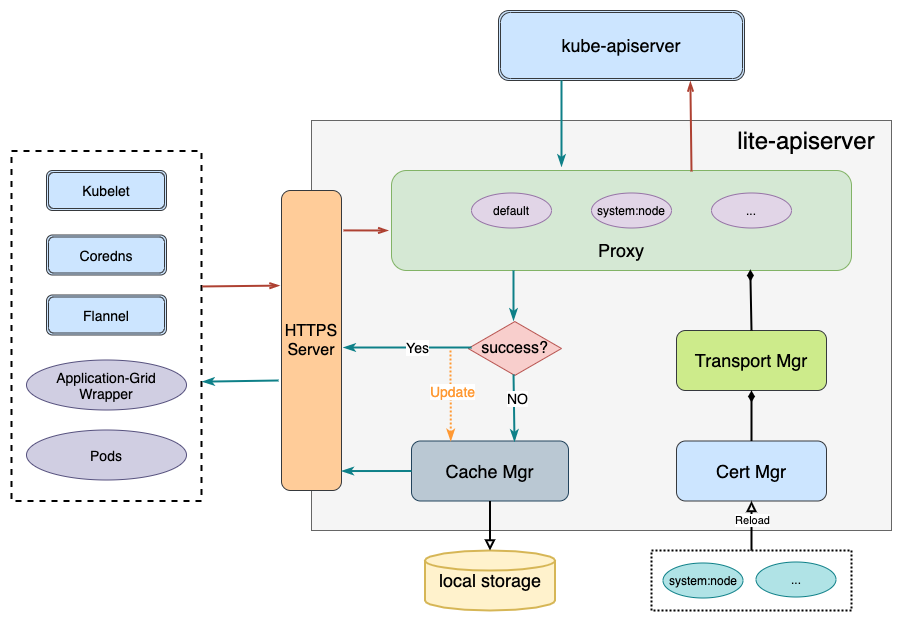 kube-apiserver
lite-apiserver
Kubelet
Coredns
Flannel
Application-Grid
Wrapper
Pods
HTTPS
Server
default
system:node
...
Proxy
success?
Yes
Update
NO
Transport Mgr
Cache Mgr
Cert Mgr
Reload
local storage
system:node
...